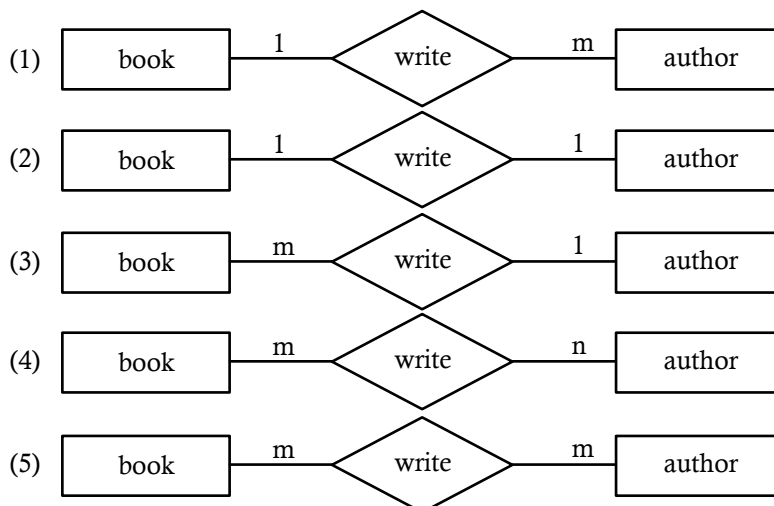 (1) book 1 write m author
(2) book 1 write 1 author
(3) book m write 1 author
(4) book m write n author
(5) book m write m author